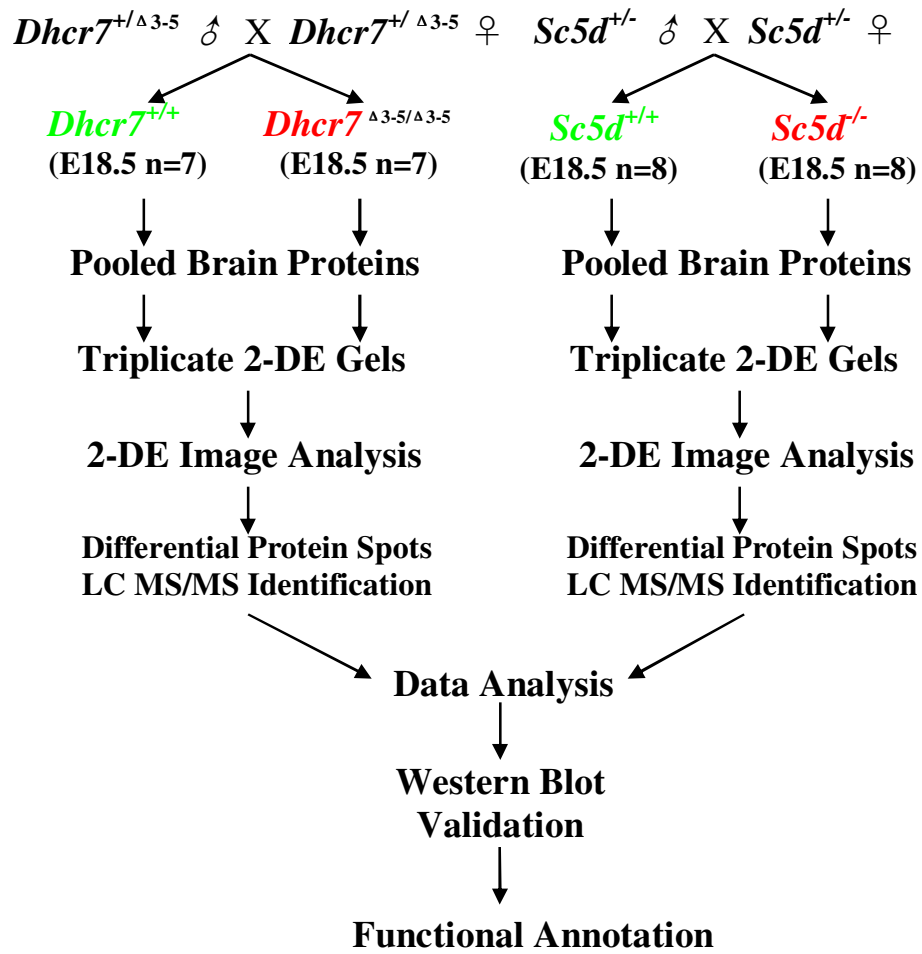 Dhcr7+/Δ3-5 ♂ X Dhcr7+/Δ3-5 ♀ Sc5d+/- ♂ X Sc5d+/- ♀
Dhcr7+/+ Dhcr7Δ3-5/Δ3-5 Sc5d+/+ Sc5d-/-
(E18.5 n=7) (E18.5 n=7) (E18.5 n=8) (E18.5 n=8)
Pooled Brain Proteins Pooled Brain Proteins
Triplicate 2-DE Gels Triplicate 2-DE Gels
2-DE Image Analysis 2-DE Image Analysis
Differential Protein Spots Differential Protein Spots
LC MS/MS Identification LC MS/MS Identification
Data Analysis
Western Blot
Validation
Functional Annotation